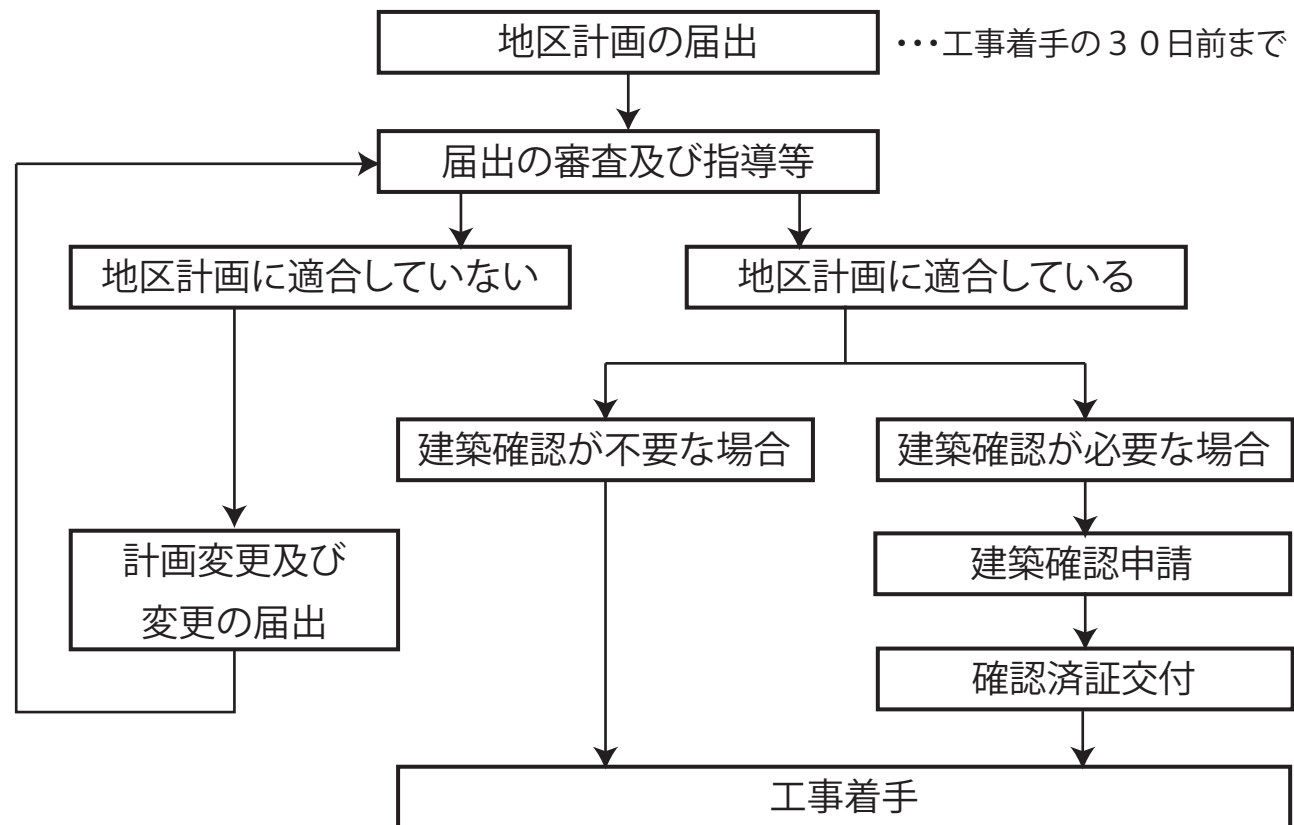 地区計画の届出
･･･工事着手の３０日前まで
届出の審査及び指導等
地区計画に適合していない
地区計画に適合している
建築確認が不要な場合
建築確認が必要な場合
計画変更及び
変更の届出
建築確認申請
確認済証交付
工事着手